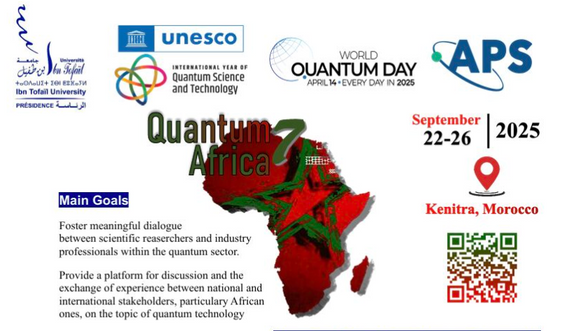 Université
جامعة
ابن طفيل Ibn Tofail
Ibn Tofail University
PRÉSIDENCE الرئاسة
unesco
INTERNATIONAL YEAR OF
Quantum Science
and Technology
WORLD
QUANTUM DAY
APRIL 14 • EVERY DAY IN 2025
APS
Quantum 7
Africa
September
22-26 2025
Kenitra, Morocco
Main Goals
Foster meaningful dialogue
between scientific reaserchers and industry
professionals within the quantum sector.
Provide a platform for discussion and the
exchange of experience between national and
international stakeholders, particulary African
ones, on the topic of quantum technology